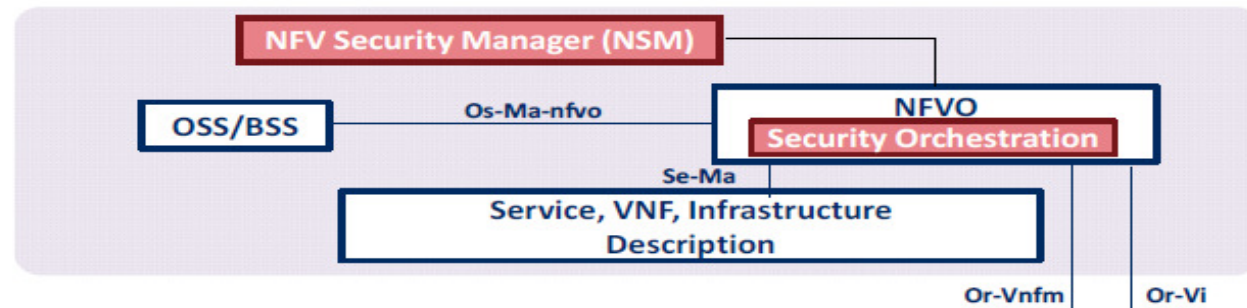 NFV Security Manager (NSM)
NFVO
OSS/BSS
Os-Ma-nfvo
Security Orchestration
Se-Ma
Service, VNF, Infrastructure
Description
Or-Vnfm
Or-Vi